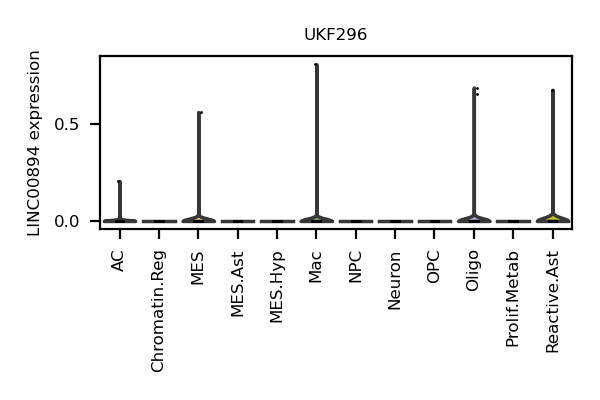 UKF296
LINC00894 expression
0.5
0.0
AC
Chromatin.Reg
MES
MES.Ast
MES.Hyp
Mac
NPC
Neuron
OPC
Oligo
Prolif.Metab
Reactive.Ast